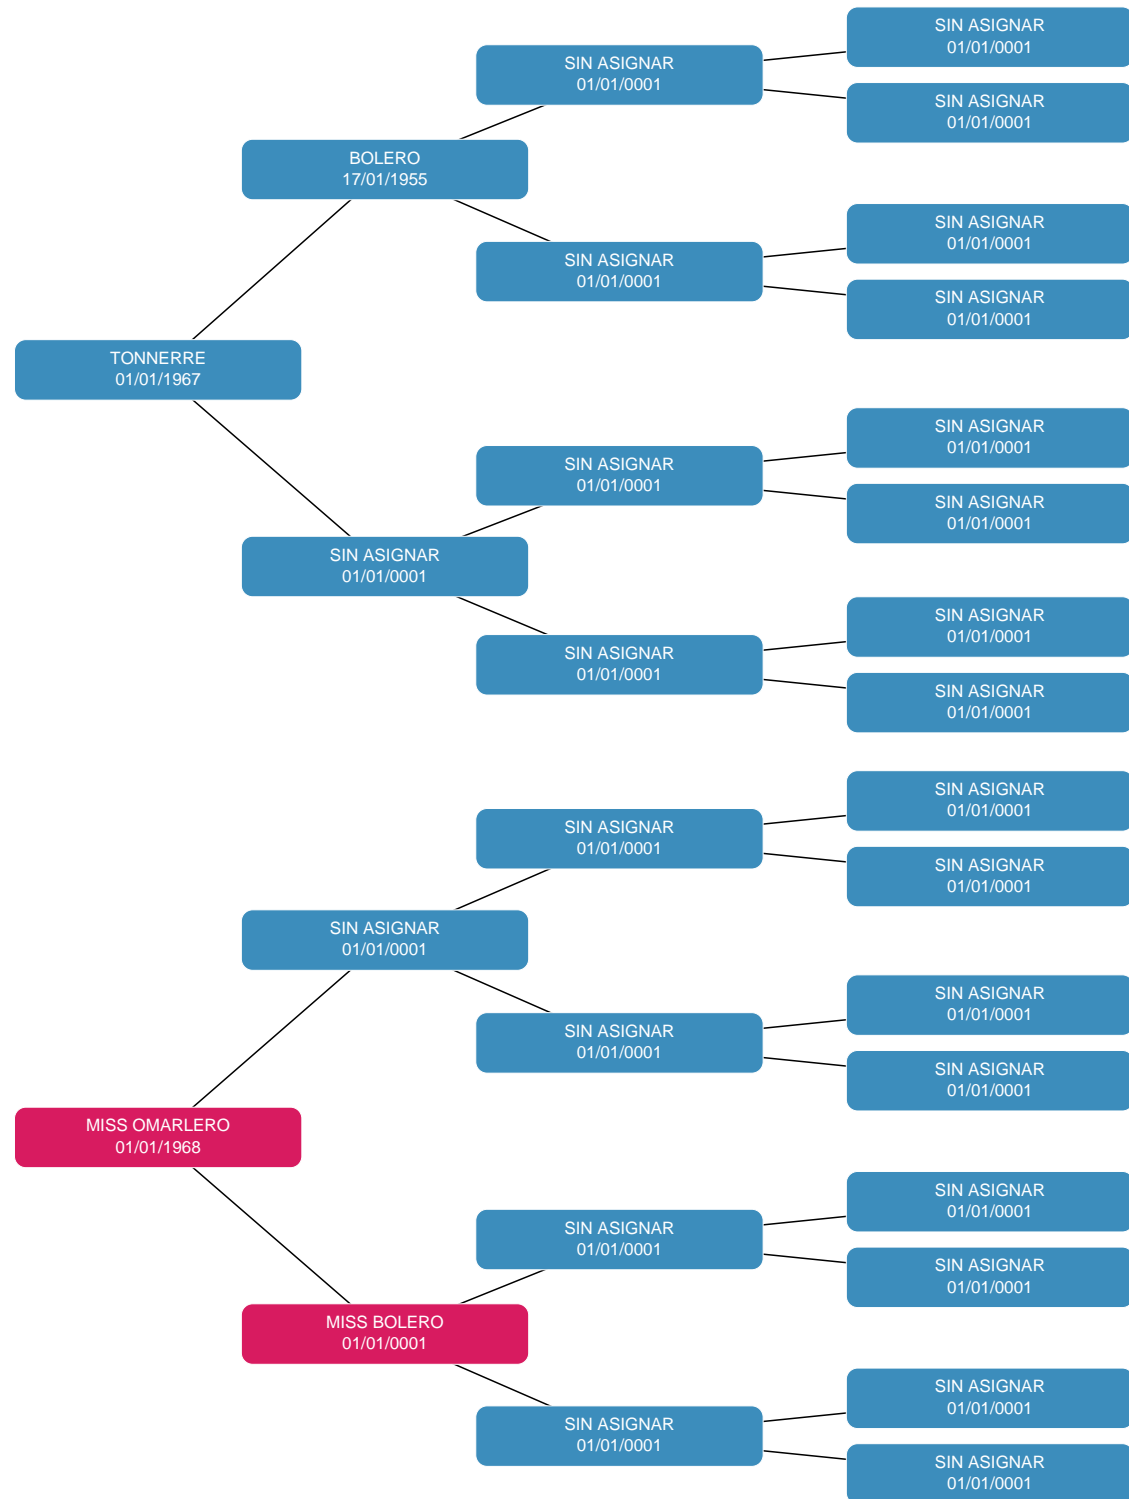 SIN ASIGNAR
01/01/0001
SIN ASIGNAR
01/01/0001
SIN ASIGNAR
01/01/0001
BOLERO
17/01/1955
SIN ASIGNAR
01/01/0001
SIN ASIGNAR
01/01/0001
SIN ASIGNAR
01/01/0001
TONNERRE
01/01/1967
SIN ASIGNAR
01/01/0001
SIN ASIGNAR
01/01/0001
SIN ASIGNAR
01/01/0001
SIN ASIGNAR
01/01/0001
SIN ASIGNAR
01/01/0001
SIN ASIGNAR
01/01/0001
SIN ASIGNAR
01/01/0001
SIN ASIGNAR
01/01/0001
SIN ASIGNAR
01/01/0001
SIN ASIGNAR
01/01/0001
SIN ASIGNAR
01/01/0001
SIN ASIGNAR
01/01/0001
SIN ASIGNAR
01/01/0001
SIN ASIGNAR
01/01/0001
SIN ASIGNAR
01/01/0001
MISS OMARLERO
01/01/1968
SIN ASIGNAR
01/01/0001
SIN ASIGNAR
01/01/0001
SIN ASIGNAR
01/01/0001
MISS BOLERO
01/01/0001
SIN ASIGNAR
01/01/0001
SIN ASIGNAR
01/01/0001
SIN ASIGNAR
01/01/0001